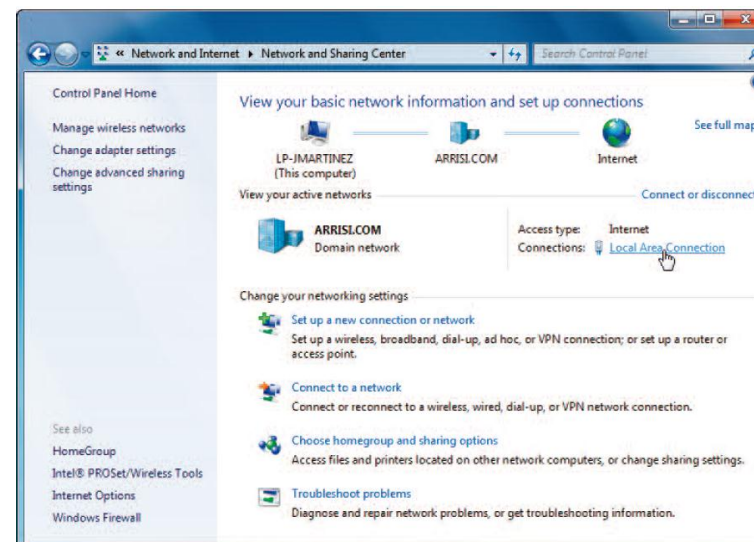 « Network and Internet ▸ Network and Sharing Center
Search Control Panel
Control Panel Home
Manage wireless networks
Change adapter settings
Change advanced sharing
settings
View your basic network information and set up connections
See full map
LP-JMARTINEZ
(This computer)
ARRISI.COM
Internet
View your active networks
Connect or disconnect
ARRISI.COM
Domain network
Access type: Internet
Connections: Local Area Connection
Change your networking settings
Set up a new connection or network
Set up a wireless, broadband, dial-up, ad hoc, or VPN connection; or set up a router or
access point.
Connect to a network
Connect or reconnect to a wireless, wired, dial-up, or VPN network connection.
Choose homegroup and sharing options
Access files and printers located on other network computers, or change sharing settings.
Troubleshoot problems
Diagnose and repair network problems, or get troubleshooting information.
See also
HomeGroup
Intel® PROSet/Wireless Tools
Internet Options
Windows Firewall